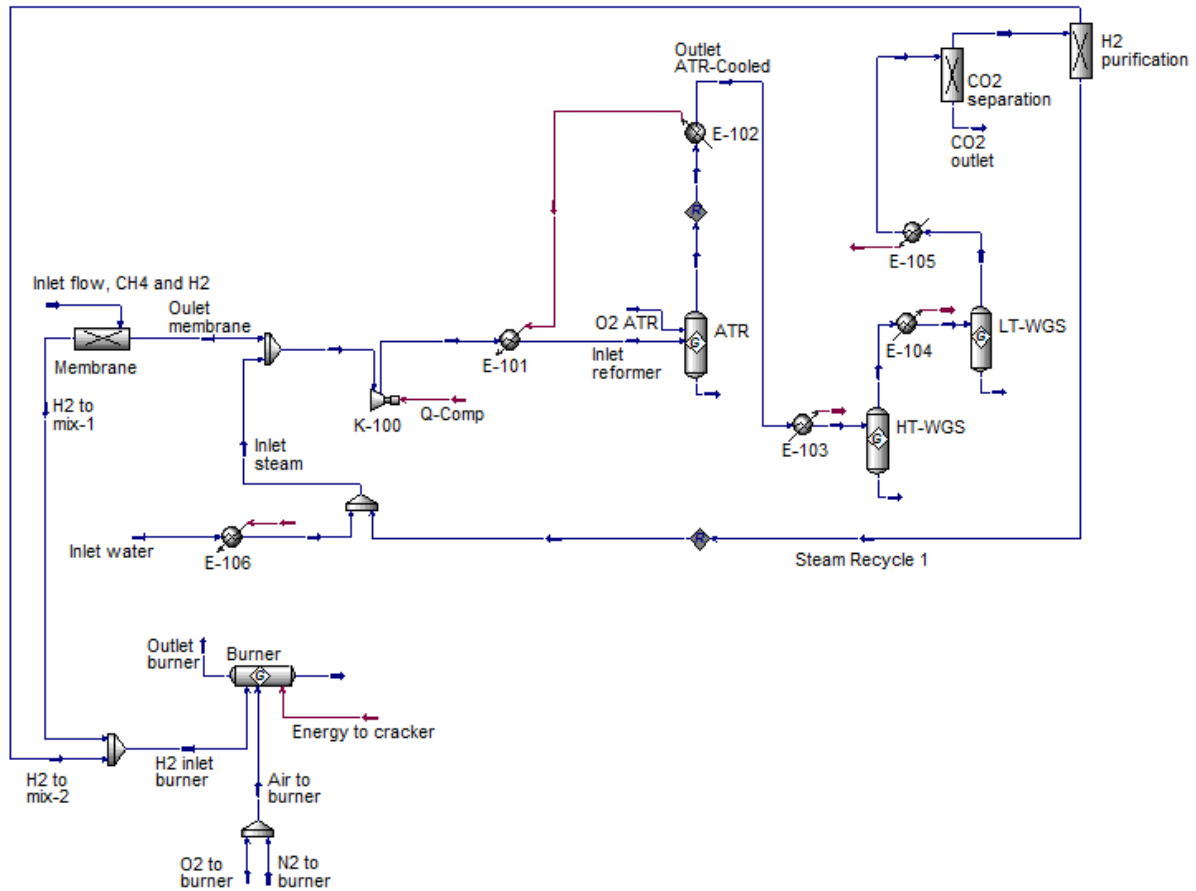 Outlet
ATR-Cooled
H2
purification
CO2
separation
E-102
CO2
outlet
R
E-105
Inlet flow, CH4 and H2
Oulet
membrane
O2 ATR
ATR
G
LT-WGS
G
E-101
Inlet
reformer
E-104
Membrane
K-100
Q-Comp
H2 to
mix-1
E-103
HT-WGS
G
Inlet
steam
Inlet water
E-106
R
Steam Recycle 1
Outlet
burner
Burner
G
Energy to cracker
H2 to
mix-2
H2 inlet
burner
Air to
burner
O2 to
burner
N2 to
burner